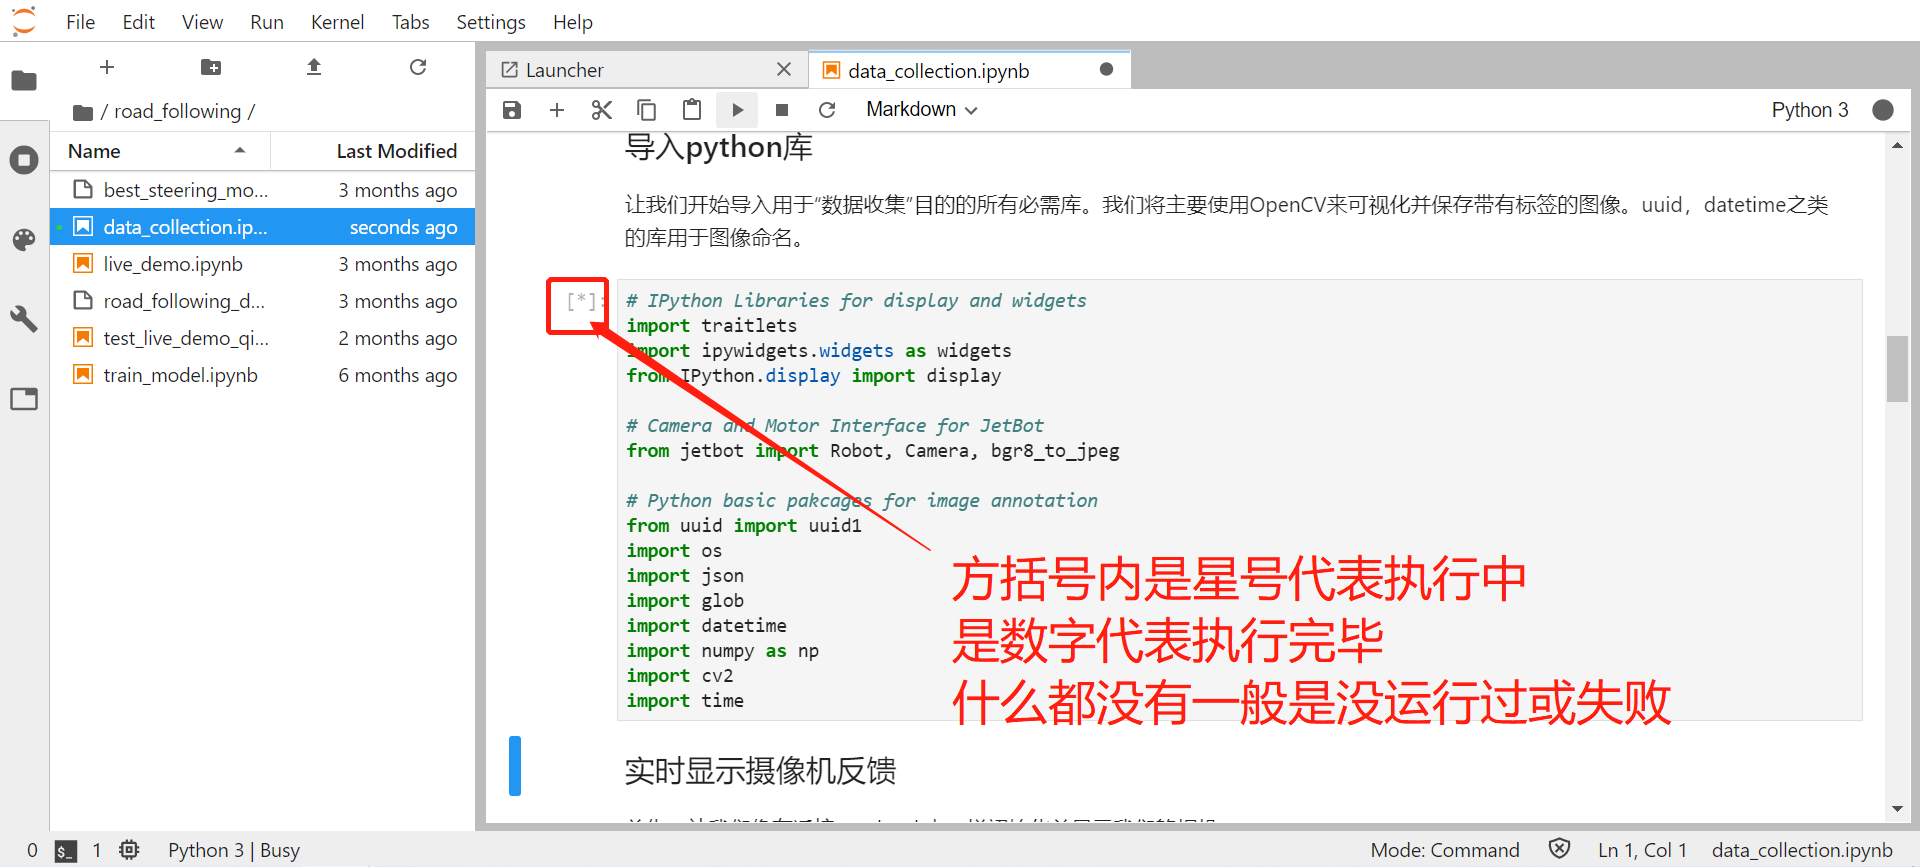 File Edit View Run Kernel Tabs Settings Help
/ road_following /
Name Last Modified
best_steering_mo... 3 months ago
data_collection.ip... seconds ago
live_demo.ipynb 3 months ago
road_following_d... 3 months ago
test_live_demo_qi... 2 months ago
train_model.ipynb 6 months ago
Launcher
data_collection.ipynb
Markdown
Python 3
导入python库
让我们开始导入用于“数据收集”目的的所有必需库。我们将主要使用OpenCV来可视化并保存带有标签的图像。uuid，datetime之类
的库用于图像命名。
[*]:
# IPython Libraries for display and widgets
import traitlets
import ipywidgets.widgets as widgets
from IPython.display import display
# Camera and Motor Interface for JetBot
from jetbot import Robot, Camera, bgr8_to_jpeg
# Python basic pakcages for image annotation
from uuid import uuid1
import os
import json
import glob
import datetime
import numpy as np
import cv2
import time
方括号内是星号代表执行中
是数字代表执行完毕
什么都没有一般是没运行过或失败
实时显示摄像机反馈
0 $_ 1 Python 3 | Busy
Mode: Command Ln 1, Col 1 data_collection.ipynb